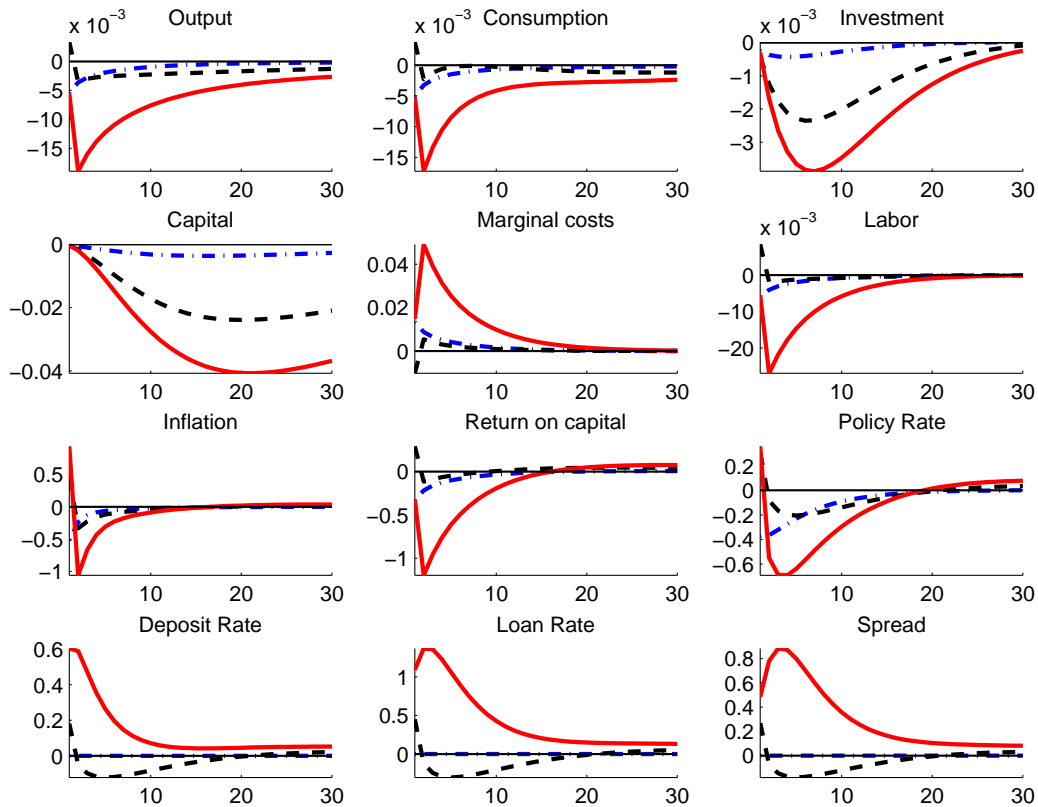 Output
x 10⁻³
0
−5
−10
−15
10 20 30
Consumption
x 10⁻³
0
−5
−10
−15
10 20 30
Investment
x 10⁻³
0
−1
−2
−3
10 20 30
Capital
0
−0.02
−0.04
10 20 30
Marginal costs
0.04
0.02
0
10 20 30
Labor
x 10⁻³
0
−10
−20
10 20 30
Inflation
0.5
0
−0.5
−1
10 20 30
Return on capital
0
−0.5
−1
10 20 30
Policy Rate
0.2
0
−0.2
−0.4
−0.6
10 20 30
Deposit Rate
0.6
0.4
0.2
0
10 20 30
Loan Rate
1
0.5
0
10 20 30
Spread
0.8
0.6
0.4
0.2
0
10 20 30